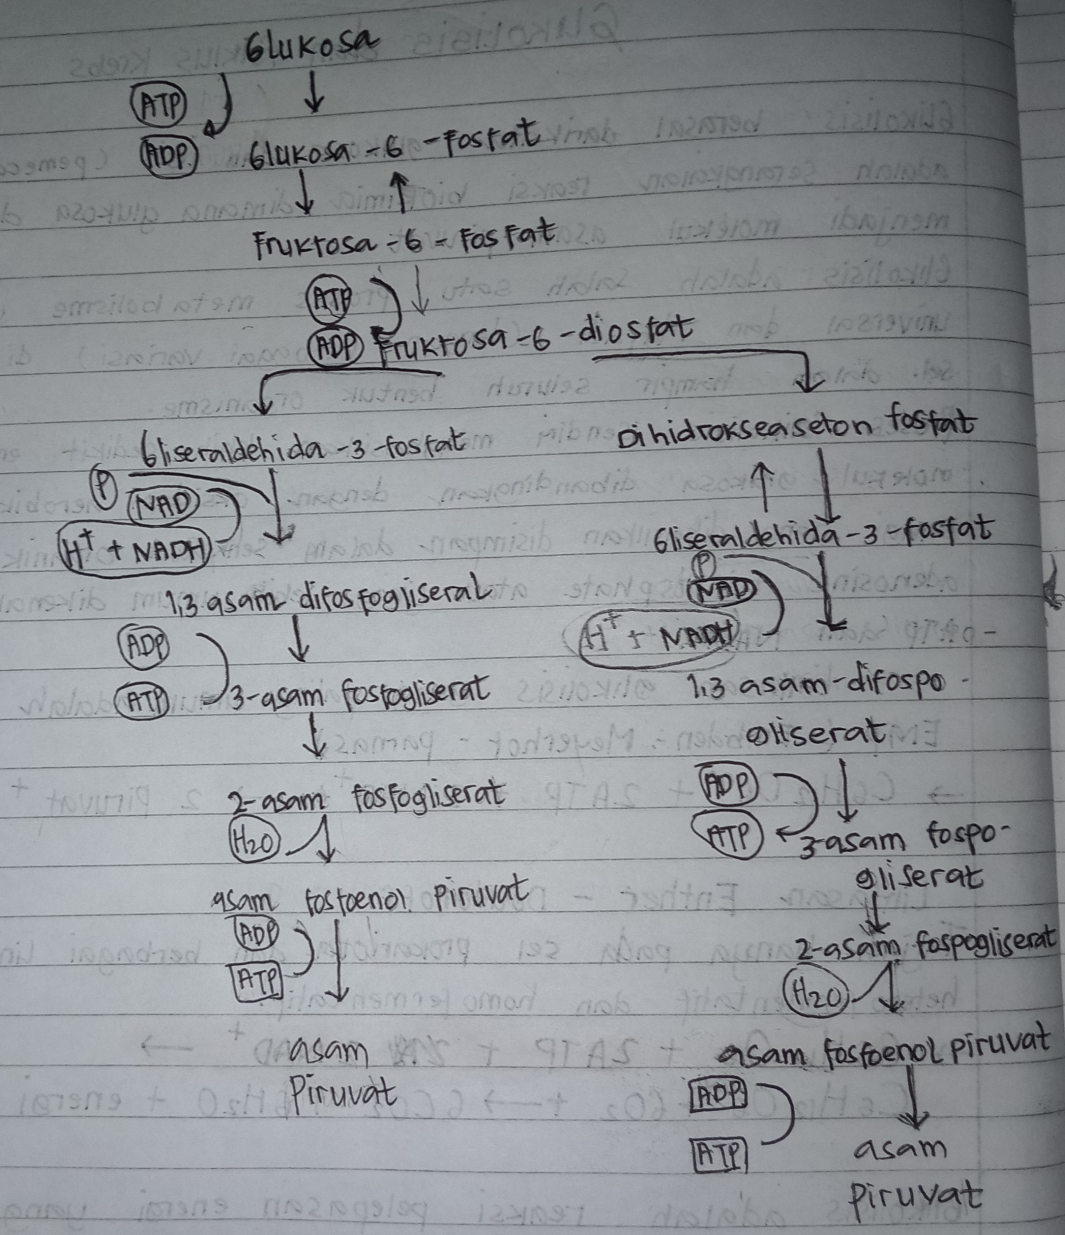 Glukosa
ATP
ADP
Glukosa-6-fosfat
Fruktosa-6-fosfat
ATP
ADP
Fruktosa-6-diosfat
Gliseraldehida-3-fosfat
Dihidrokseaseton fosfat
P
NAD
H+ + NADH
Gliseraldehida-3-fosfat
P
NAD
H+ + NADH
1,3 asam difosfogliserat
ADP
ATP
3-asam fosfogliserat
1,3 asam-difospo-
gliserat
2-asam fosfogliserat
H2O
ADP
ATP
3-asam fospo-
gliserat
asam fosfoenol piruvat
ADP
ATP
2-asam fospogliserat
H2O
asam
Piruvat
asam fosfoenol piruvat
ADP
ATP
asam
piruvat